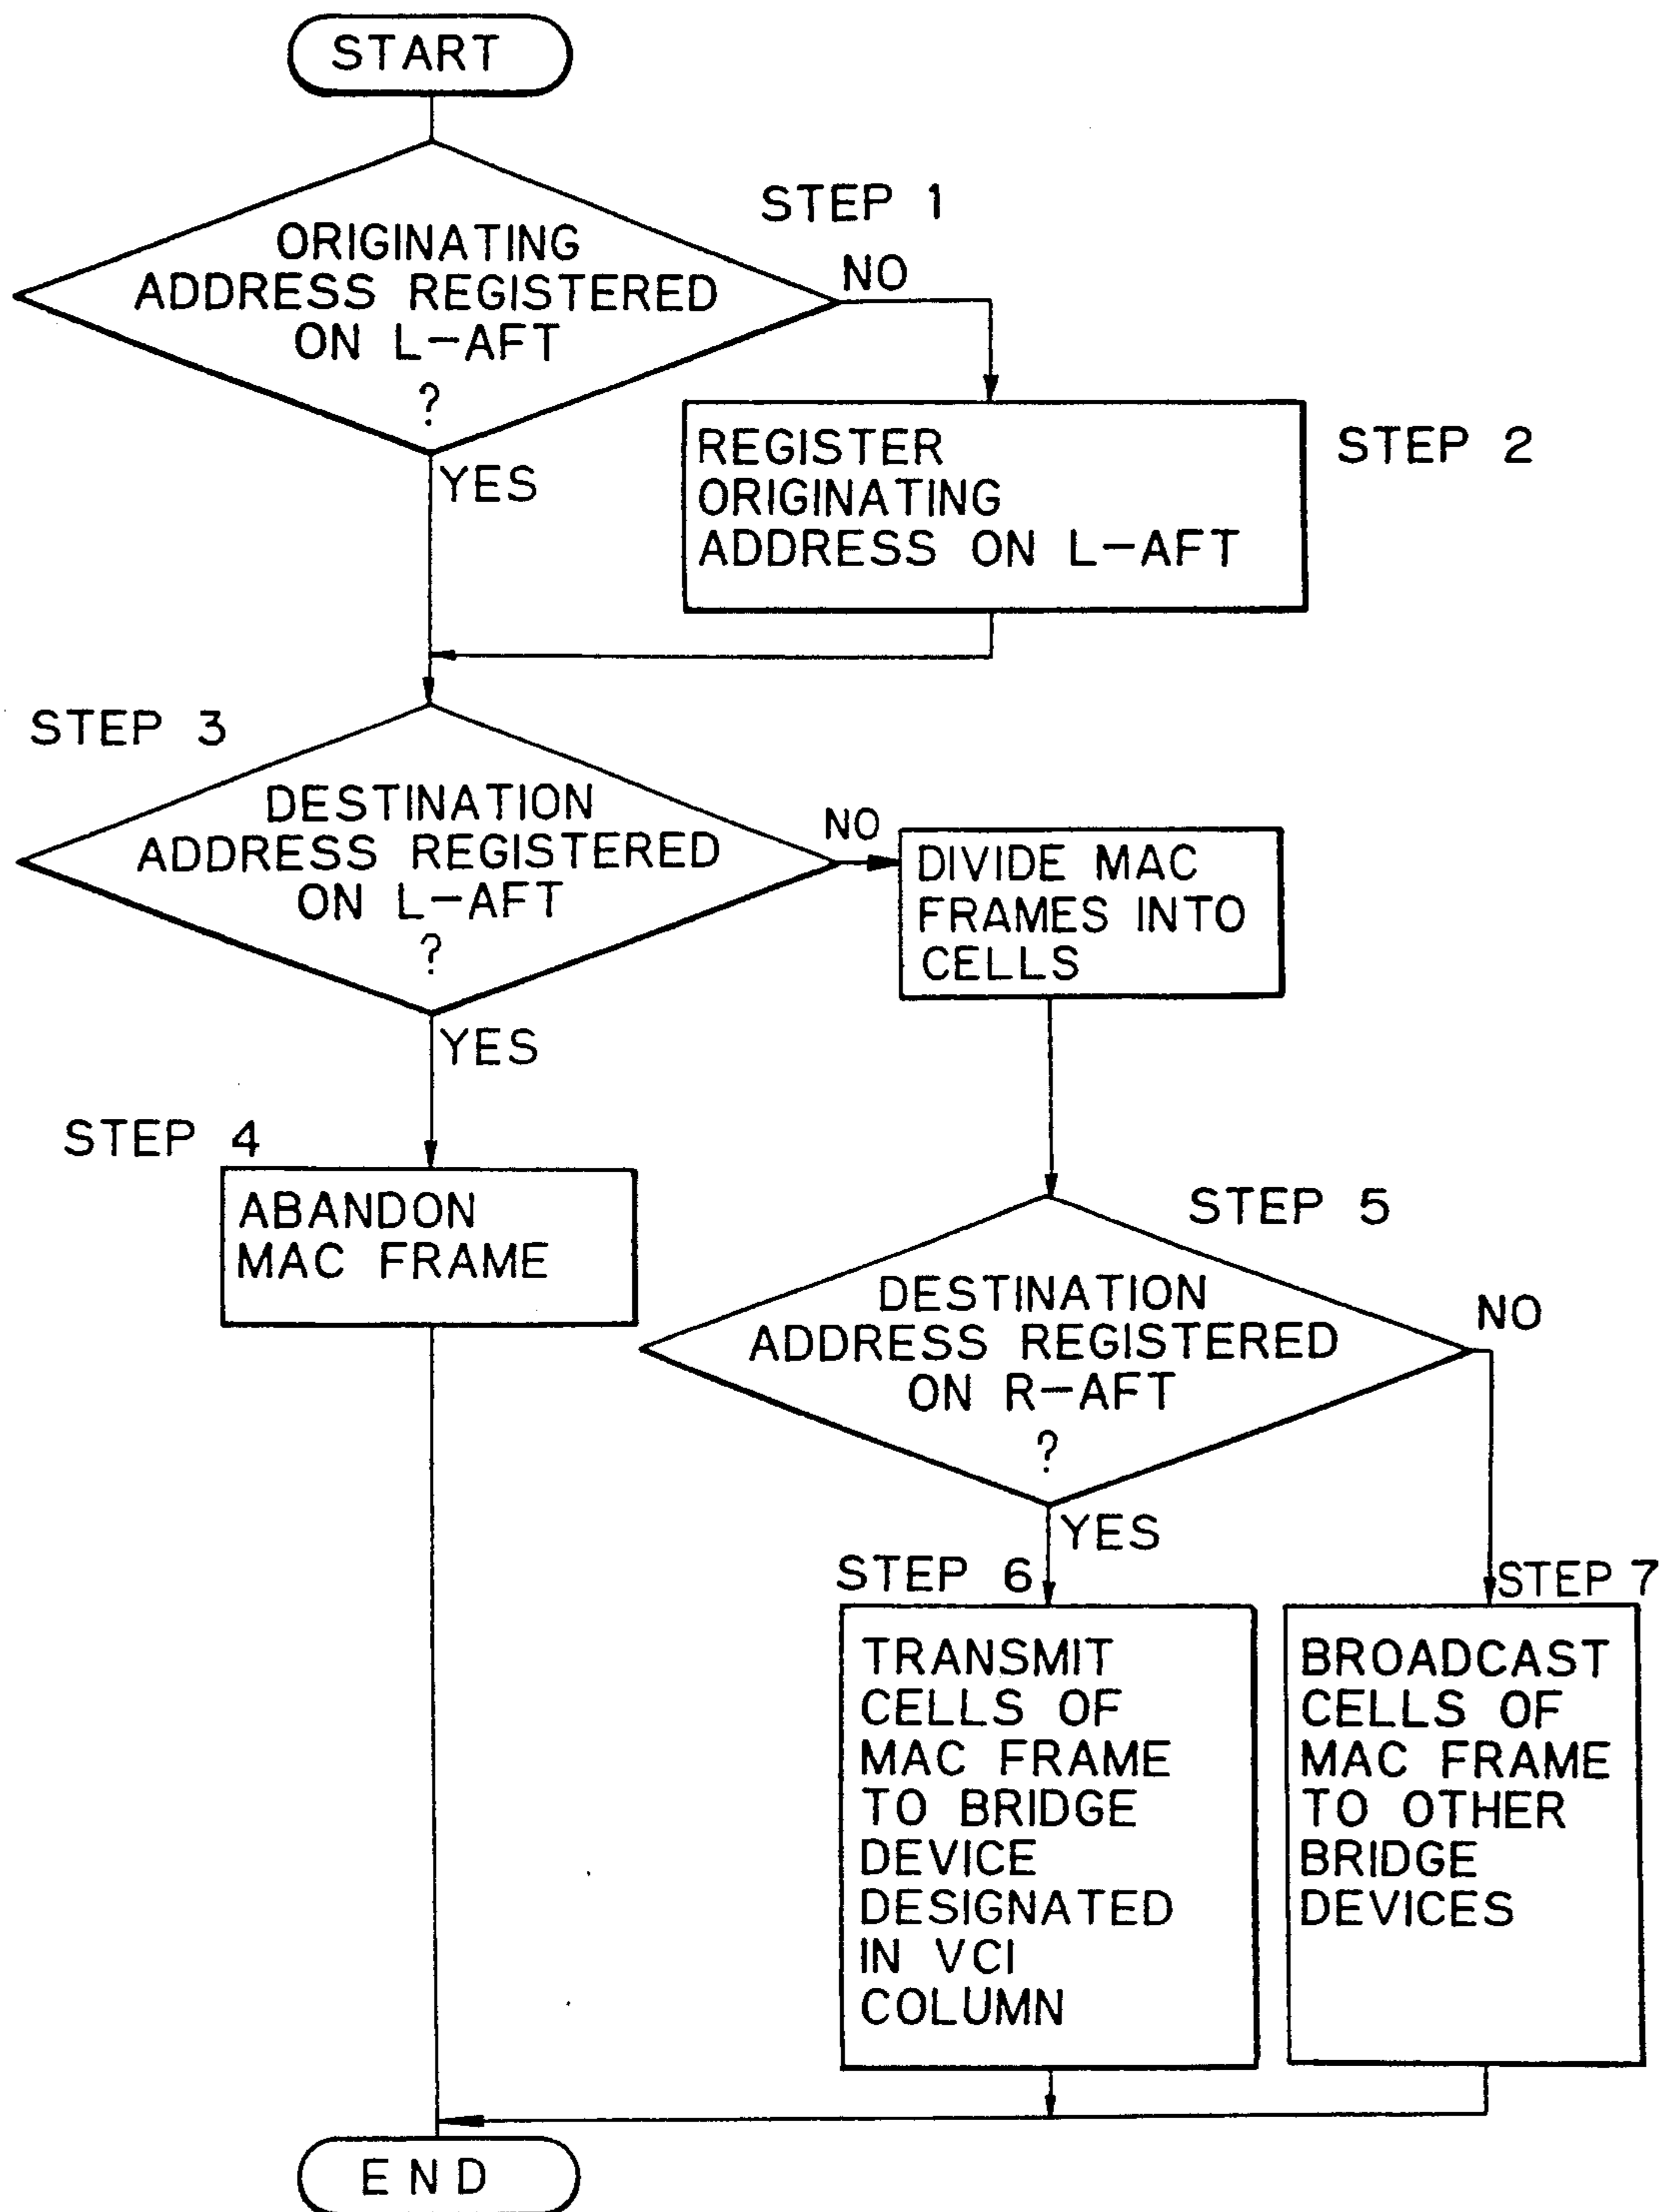 START
STEP 1
ORIGINATING
ADDRESS REGISTERED
ON L-AFT
?
NO
YES
REGISTER
ORIGINATING
ADDRESS ON L-AFT
STEP 2
STEP 3
DESTINATION
ADDRESS REGISTERED
ON L-AFT
?
NO
YES
DIVIDE MAC
FRAMES INTO
CELLS
STEP 4
ABANDON
MAC FRAME
STEP 5
DESTINATION
ADDRESS REGISTERED
ON R-AFT
?
NO
YES
STEP 6
TRANSMIT
CELLS OF
MAC FRAME
TO BRIDGE
DEVICE
DESIGNATED
IN VCI
COLUMN
STEP 7
BROADCAST
CELLS OF
MAC FRAME
TO OTHER
BRIDGE
DEVICES
END